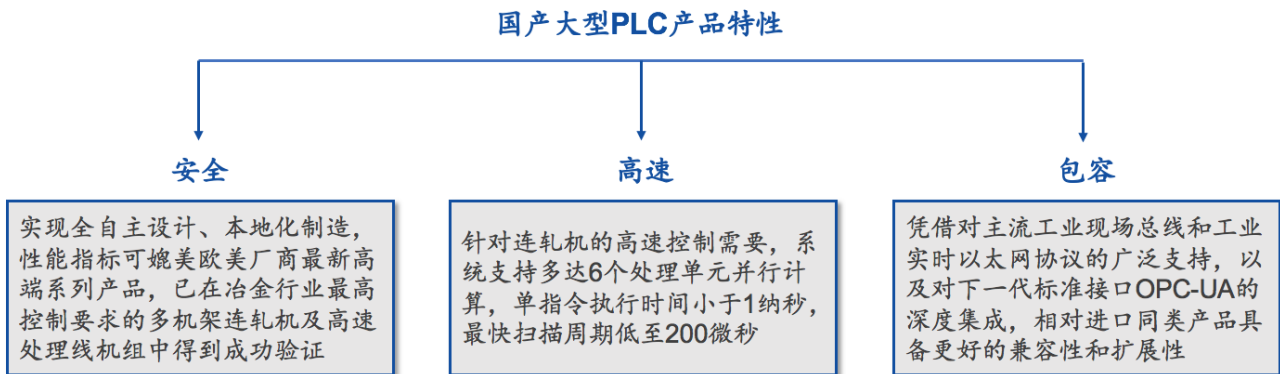 国产大型PLC产品特性
安全
实现全自主设计、本地化制造，
性能指标可媲美欧美厂商最新高
端系列产品，已在冶金行业最高
控制要求的多机架连轧机及高速
处理线机组中得到成功验证
高速
针对连轧机的高速控制需要，系
统支持多达6个处理单元并行计
算，单指令执行时间小于1纳秒，
最快扫描周期低至200微秒
包容
凭借对主流工业现场总线和工业
实时以太网协议的广泛支持，以
及对下一代标准接口OPC-UA的
深度集成，相对进口同类产品具
备更好的兼容性和扩展性